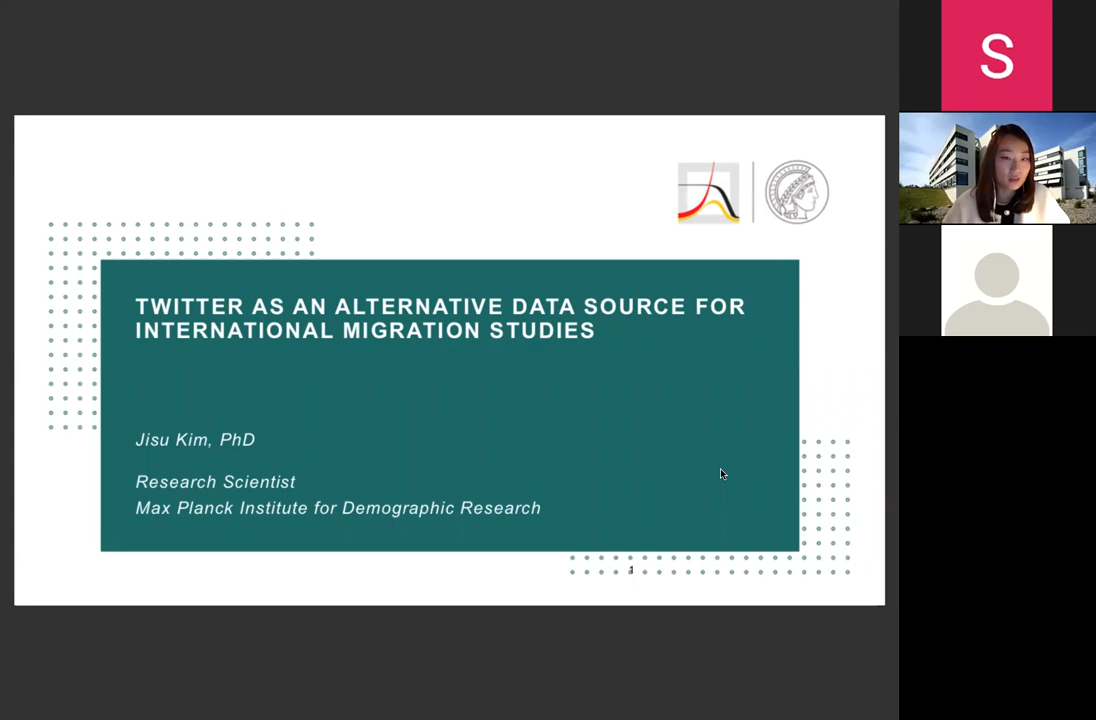 S
TWITTER AS AN ALTERNATIVE DATA SOURCE FOR
INTERNATIONAL MIGRATION STUDIES
Jisu Kim, PhD
Research Scientist
Max Planck Institute for Demographic Research
1